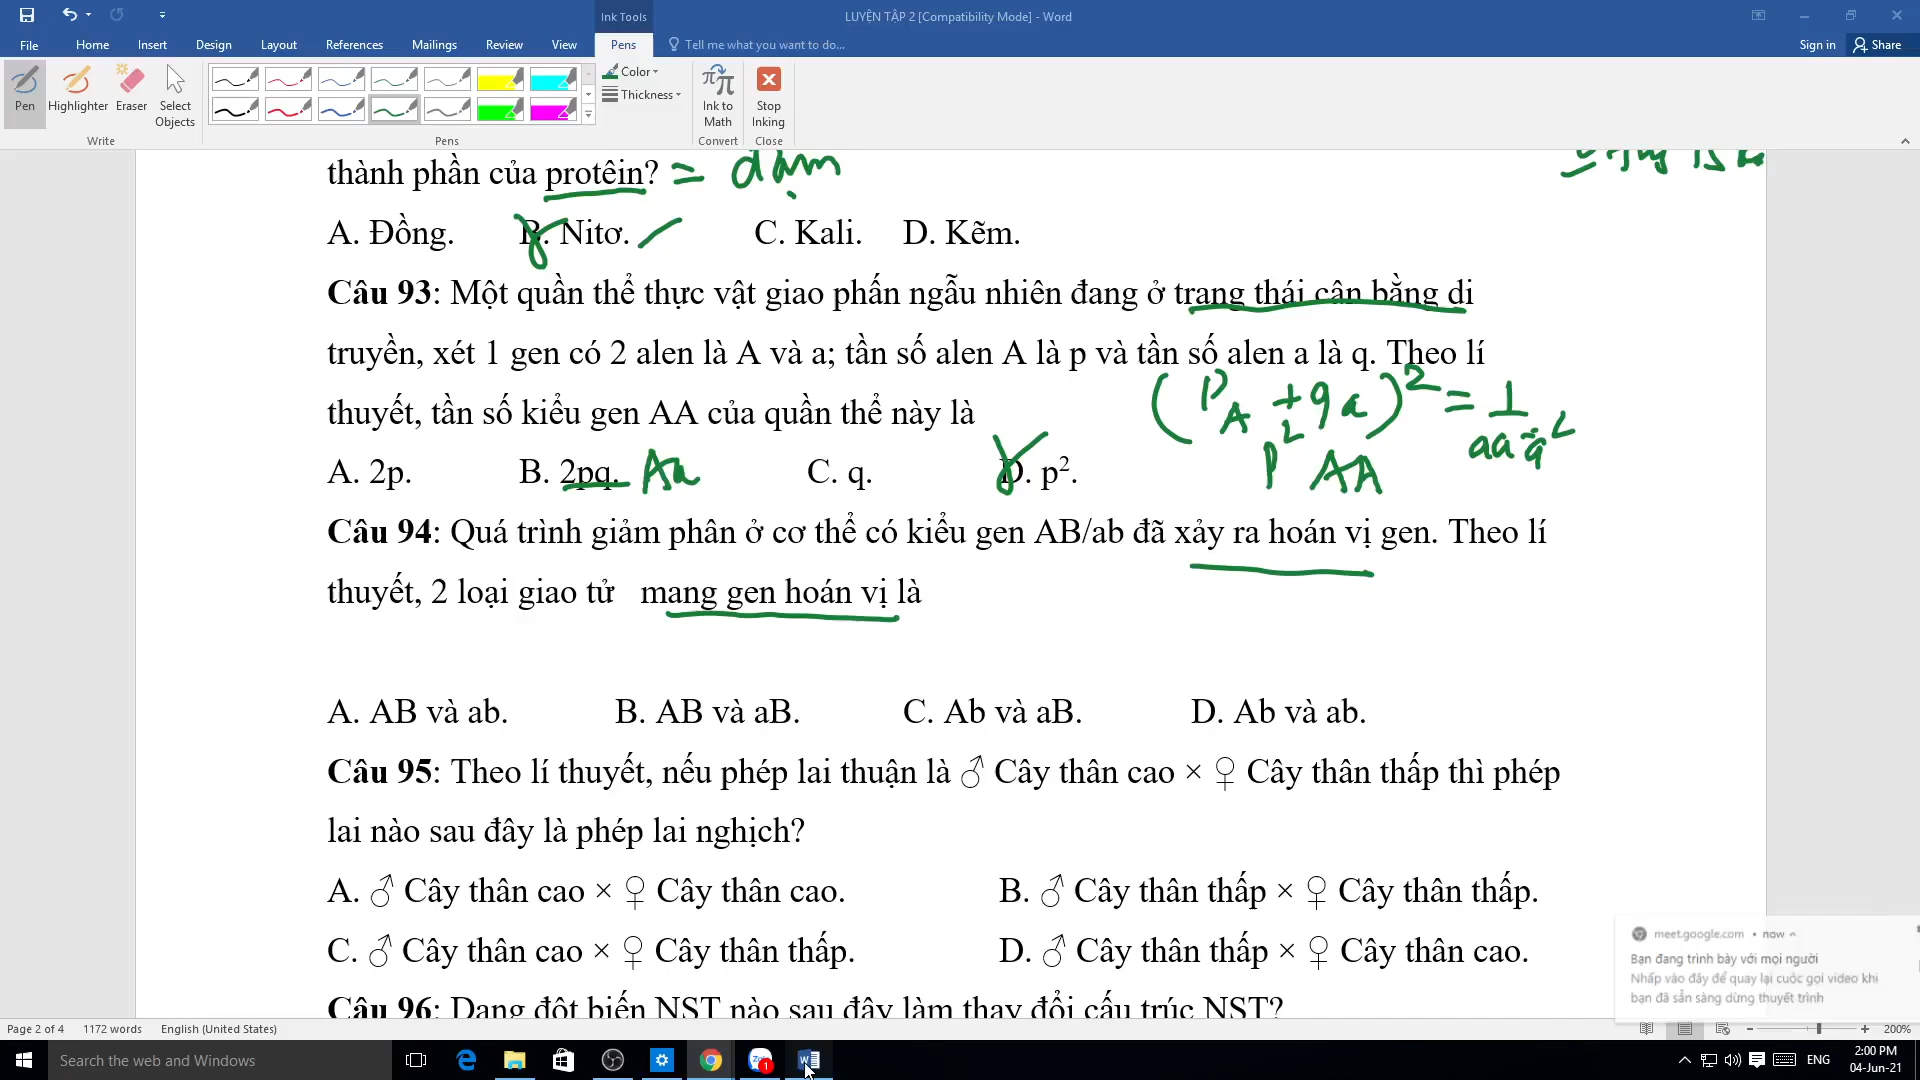 Ink Tools
LUYỆN TẬP 2 [Compatibility Mode] - Word
File Home Insert Design Layout References Mailings Review View Pens Tell me what you want to do... Sign in Share
Pen Highlighter Eraser Select Objects
Color
Thickness
Ink to Math
Stop Inking
Write Pens Convert Close
thành phần của protêin? = đạm
A. Đồng. B. Nitơ. C. Kali. D. Kẽm.
Câu 93: Một quần thể thực vật giao phấn ngẫu nhiên đang ở trạng thái cân bằng di
truyền, xét 1 gen có 2 alen là A và a; tần số alen A là p và tần số alen a là q. Theo lí
thuyết, tần số kiểu gen AA của quần thể này là
(PA + qa)² = 1
A. 2p. B. 2pq. Aa C. q. D. p².
P² AA
aa = q²
Câu 94: Quá trình giảm phân ở cơ thể có kiểu gen AB/ab đã xảy ra hoán vị gen. Theo lí
thuyết, 2 loại giao tử mang gen hoán vị là
A. AB và ab. B. AB và aB. C. Ab và aB. D. Ab và ab.
Câu 95: Theo lí thuyết, nếu phép lai thuận là ♂ Cây thân cao × ♀ Cây thân thấp thì phép
lai nào sau đây là phép lai nghịch?
A. ♂ Cây thân cao × ♀ Cây thân cao. B. ♂ Cây thân thấp × ♀ Cây thân thấp.
C. ♂ Cây thân cao × ♀ Cây thân thấp. D. ♂ Cây thân thấp × ♀ Cây thân cao.
Câu 96: Dạng đột biến NST nào sau đây làm thay đổi cấu trúc NST?
meet.google.com • now
Bạn đang trình bày với mọi người
Nhấp vào đây để quay lại cuộc gọi video khi
bạn đã sẵn sàng dừng thuyết trình
Page 2 of 4 1172 words English (United States) 200%
Search the web and Windows
ENG
2:00 PM
04-Jun-21